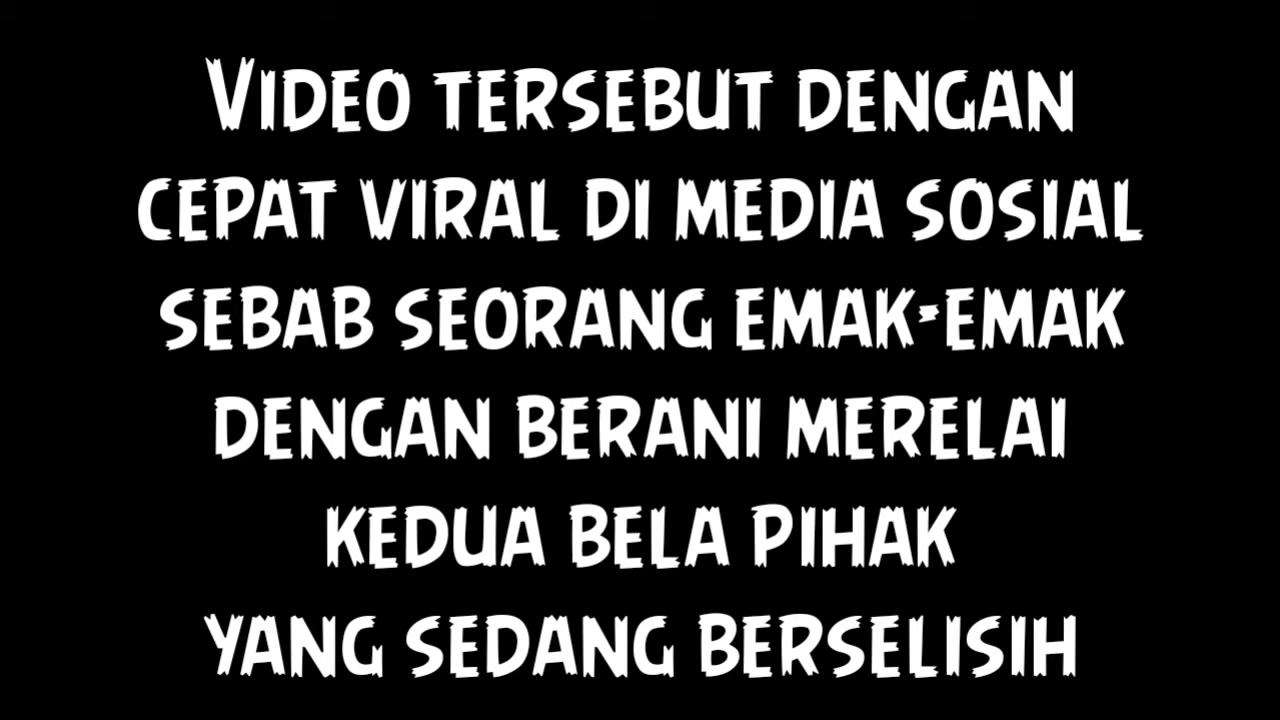 VIDEO TERSEBUT DENGAN
CEPAT VIRAL DI MEDIA SOSIAL
SEBAB SEORANG EMAK-EMAK
DENGAN BERANI MERELAI
KEDUA BELA PIHAK
YANG SEDANG BERSELISIH